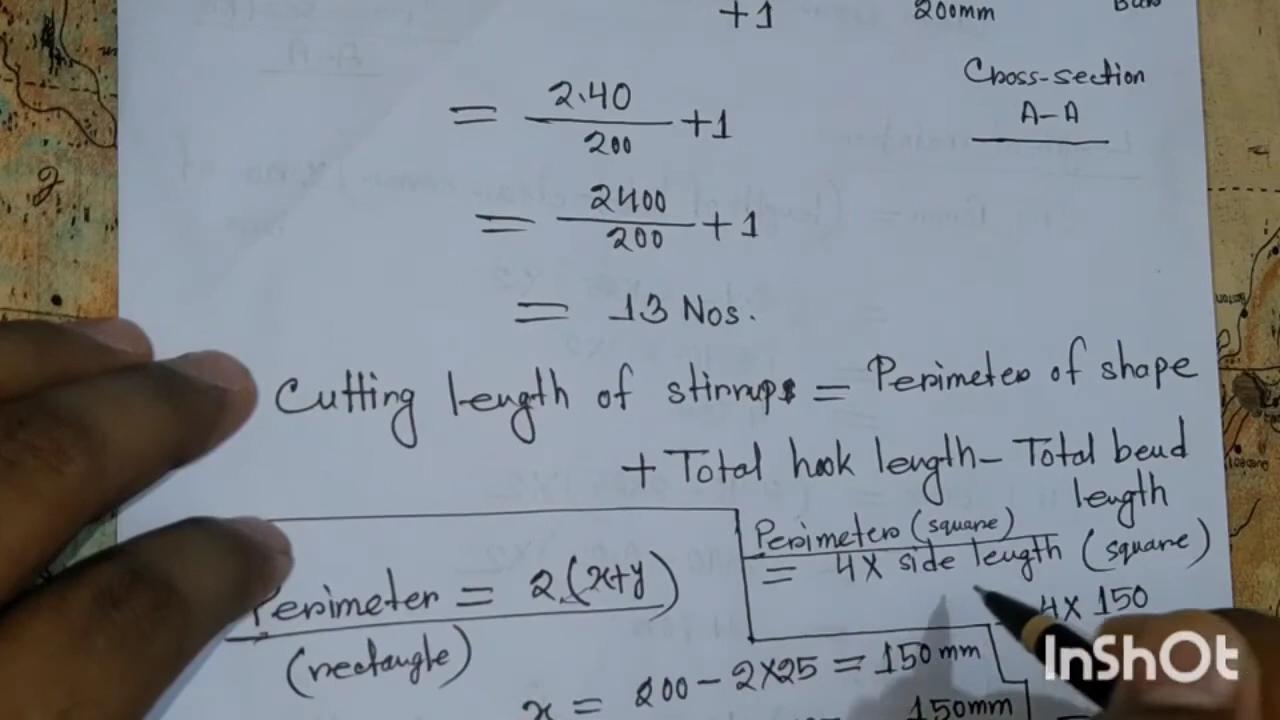 +1 200mm
Cross-section
A-A
= 2.40 / 200 +1
= 2400 / 200 +1
= 13 Nos.
Cutting length of stirrups = Perimeter of shape
+ Total hook length - Total bend
length
Perimeter (square)
= 4 X side length (square)
4 X 150
Perimeter = 2(x+y)
(rectangle)
x = 200 - 2X25 = 150mm
150mm
InShOt